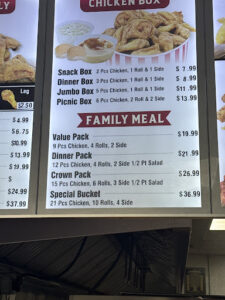 CHICKEN BOX
Snack Box 2 Pcs Chicken, 1 Roll & 1 Side $ 7.99
Dinner Box 3 Pcs Chicken, 1 Roll & 1 Side $ 8.99
Jumbo Box 5 Pcs Chicken, 1 Roll & 1 Side $11.99
Picnic Box 6 Pcs Chicken, 2 Roll & 2 Side $13.99
Leg
$2.50
FAMILY MEAL
Value Pack $19.99
9 Pcs Chicken, 4 Rolls, 2 Side
Dinner Pack $21.99
12 Pcs Chicken, 4 Rolls, 2 Side 1/2 Pt Salad
Crown Pack $26.99
15 Pcs Chicken, 6 Rolls, 3 Side 1/2 Pt Salad
Special Bucket $36.99
21 Pcs Chicken, 10 Rolls, 4 Side
$ 4.99
$ 6.75
$10.99
$13.99
$19.99
$
$24.99
$37.99